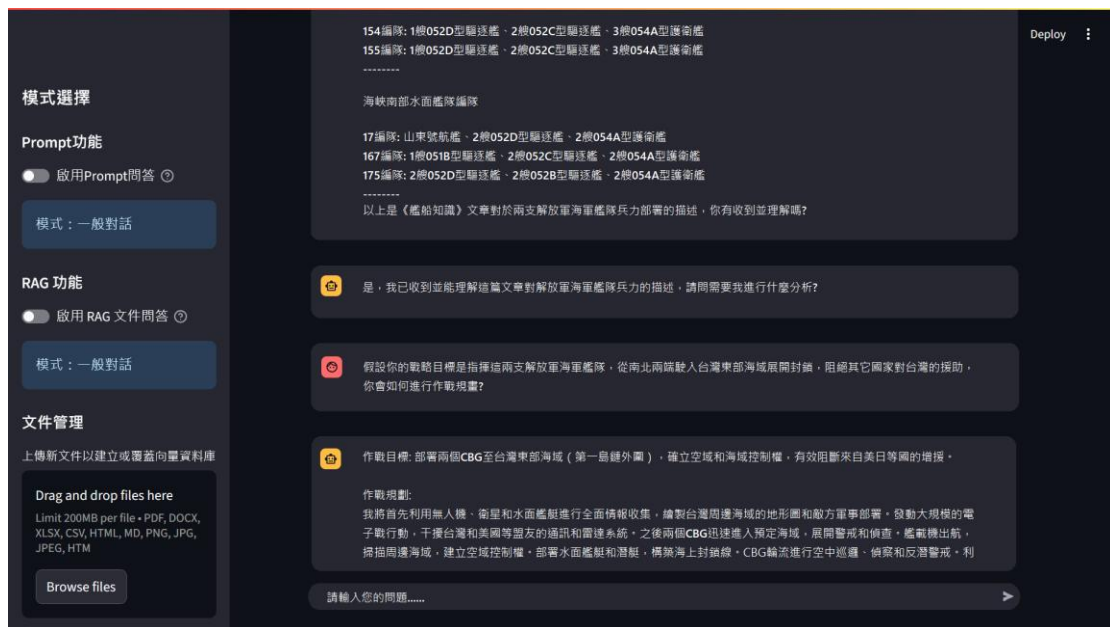 Deploy
模式選擇
Prompt功能
啟用Prompt問答
模式：一般對話
RAG 功能
啟用 RAG 文件問答
模式：一般對話
文件管理
上傳新文件以建立或覆蓋向量資料庫
Drag and drop files here
Limit 200MB per file • PDF, DOCX,
XLSX, CSV, HTML, MD, PNG, JPG,
JPEG, HTM
Browse files
154編隊: 1艘052D型驅逐艦、2艘052C型驅逐艦、3艘054A型護衛艦
155編隊: 1艘052D型驅逐艦、2艘052C型驅逐艦、3艘054A型護衛艦
--------
海峽南部水面艦隊編隊
17編隊: 山東號航艦、2艘052D型驅逐艦、2艘054A型護衛艦
167編隊: 1艘051B型驅逐艦、2艘052C型驅逐艦、2艘054A型護衛艦
175編隊: 2艘052D型驅逐艦、2艘052B型驅逐艦、2艘054A型護衛艦
--------
以上是《艦船知識》文章對於兩支解放軍海軍艦隊兵力部署的描述，你有收到並理解嗎?
是，我已收到並能理解這篇文章對解放軍海軍艦隊兵力的描述，請問需要我進行什麼分析?
假設你的戰略目標是指揮這兩支解放軍海軍艦隊，從南北兩端駛入台灣東部海域展開封鎖，阻絕其它國家對台灣的援助，
你會如何進行作戰規畫?
作戰目標: 部署兩個CBG至台灣東部海域（第一島鏈外圍），確立空域和海域控制權，有效阻斷來自美日等國的增援。
作戰規劃:
我將首先利用無人機、衛星和水面艦艇進行全面情報收集，繪製台灣周邊海域的地形圖和敵方軍事部署。發動大規模的電
子戰行動，干擾台灣和美國等盟友的通訊和雷達系統。之後兩個CBG迅速進入預定海域，展開警戒和偵查。艦載機出航，
掃描周邊海域，建立空域控制權。部署水面艦艇和潛艇，構築海上封鎖線。CBG輪流進行空中巡邏、偵察和反潛警戒。利
請輸入您的問題......